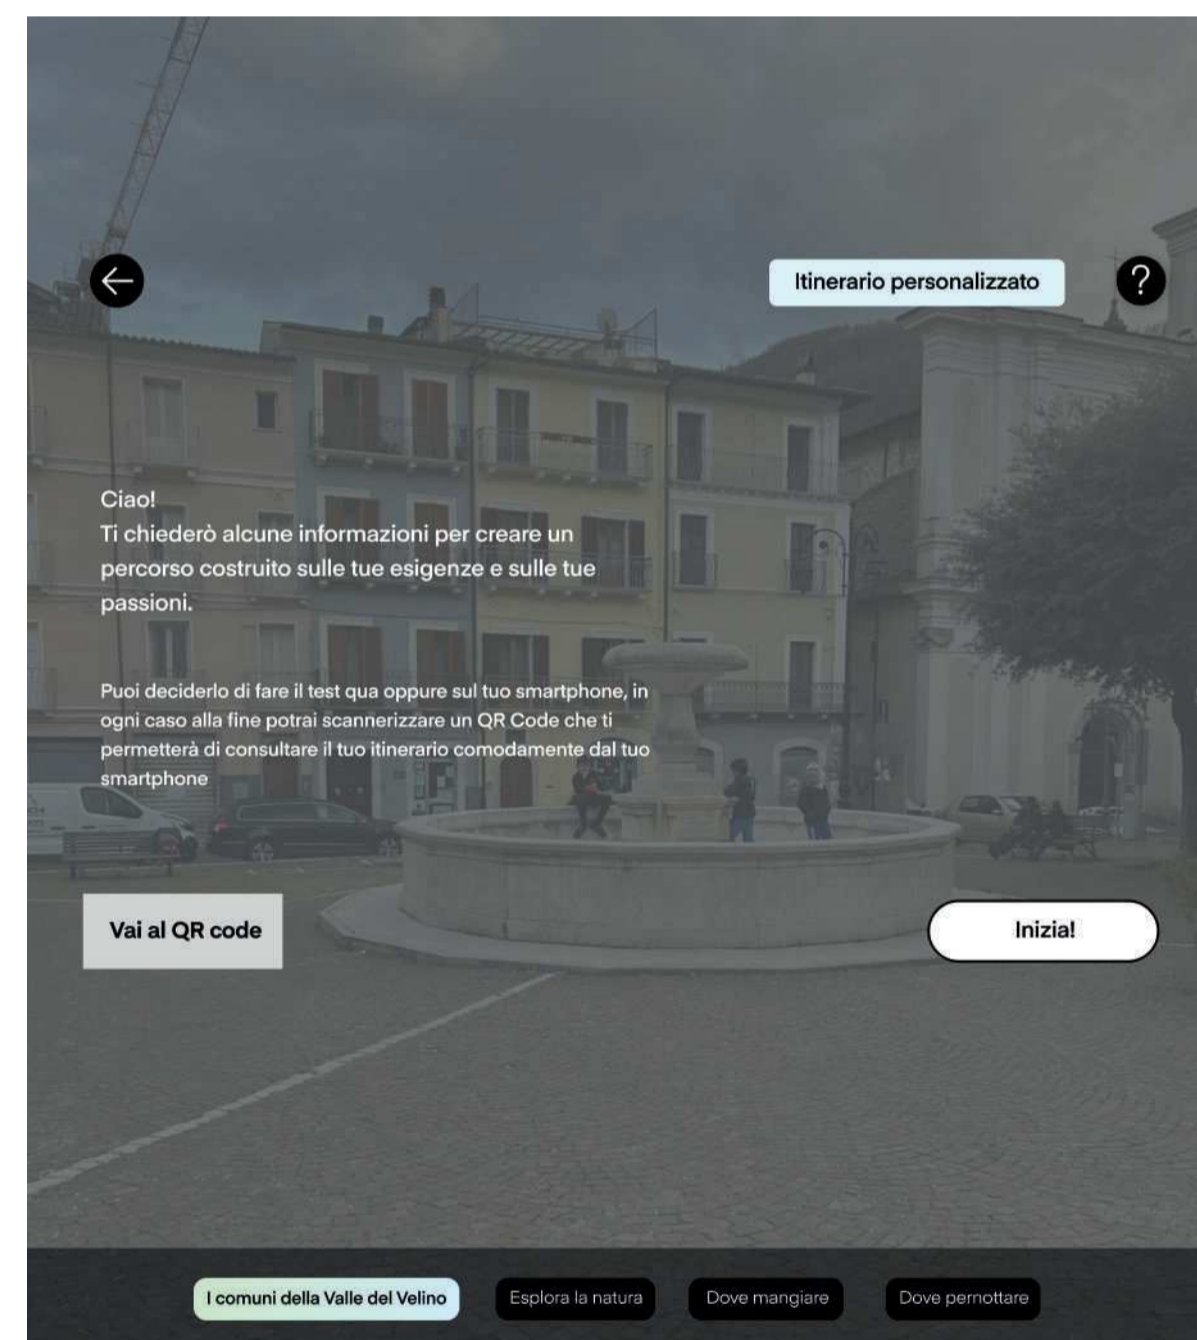 Itinerario personalizzato
?
Ciao!
Ti chiederò alcune informazioni per creare un
percorso costruito sulle tue esigenze e sulle tue
passioni.
Puoi deciderlo di fare il test qua oppure sul tuo smartphone, in
ogni caso alla fine potrai scannerizzare un QR Code che ti
permetterà di consultare il tuo itinerario comodamente dal tuo
smartphone
Vai al QR code
Inizia!
I comuni della Valle del Velino
Esplora la natura
Dove mangiare
Dove pernottare